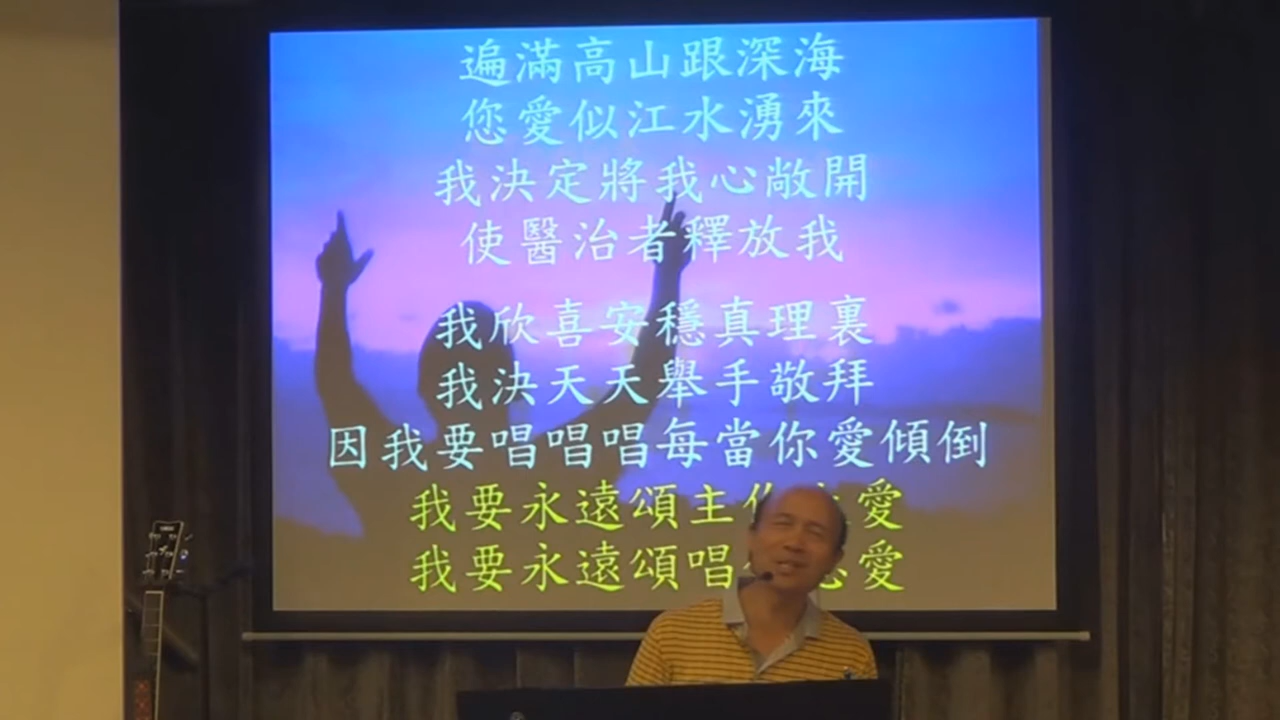 遍滿高山跟深海
您愛似江水湧來
我決定將我心敞開
使醫治者釋放我
我欣喜安穩真理裏
我決天天舉手敬拜
因我要唱唱唱每當你愛傾倒
我要永遠頌主 愛
我要永遠頌唱 愛